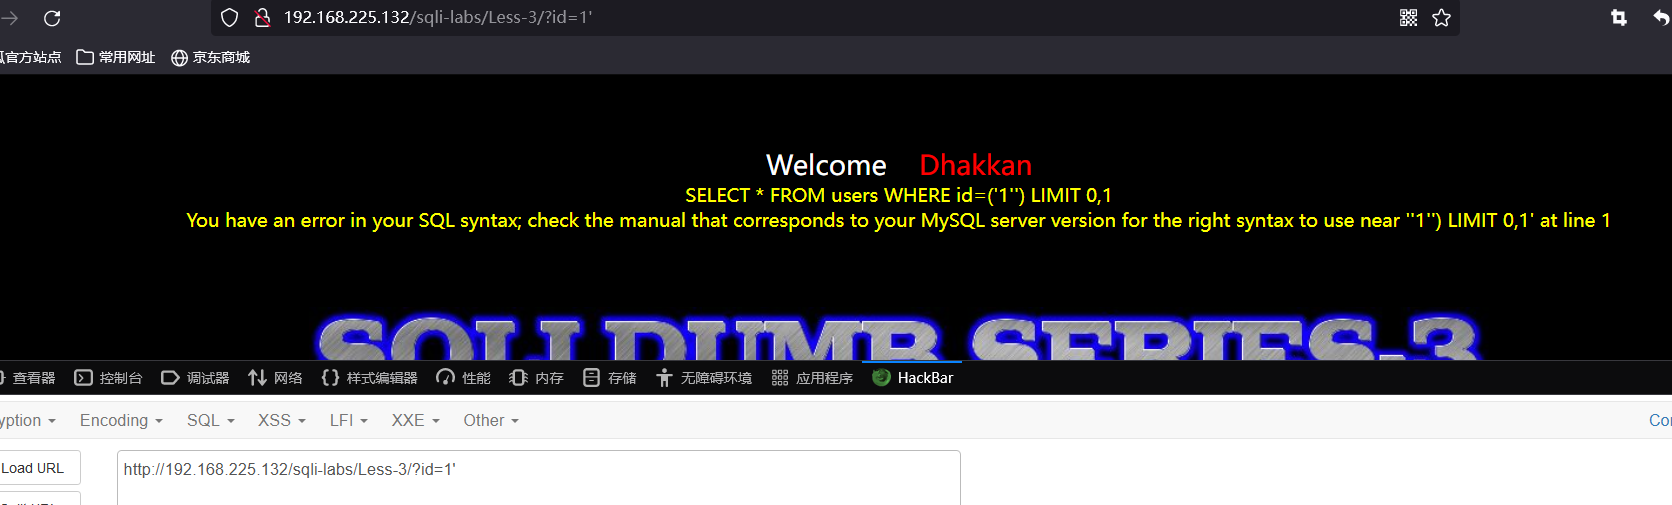 192.168.225.132/sqli-labs/Less-3/?id=1'
官方站点 常用网址 京东商城
Welcome Dhakkan
SELECT * FROM users WHERE id=('1'') LIMIT 0,1
You have an error in your SQL syntax; check the manual that corresponds to your MySQL server version for the right syntax to use near ''1'') LIMIT 0,1' at line 1
SQLI DUMB SERIES-3
查看器 控制台 调试器 网络 样式编辑器 性能 内存 存储 无障碍环境 应用程序 HackBar
yption Encoding SQL XSS LFI XXE Other Cor
Load URL http://192.168.225.132/sqli-labs/Less-3/?id=1'